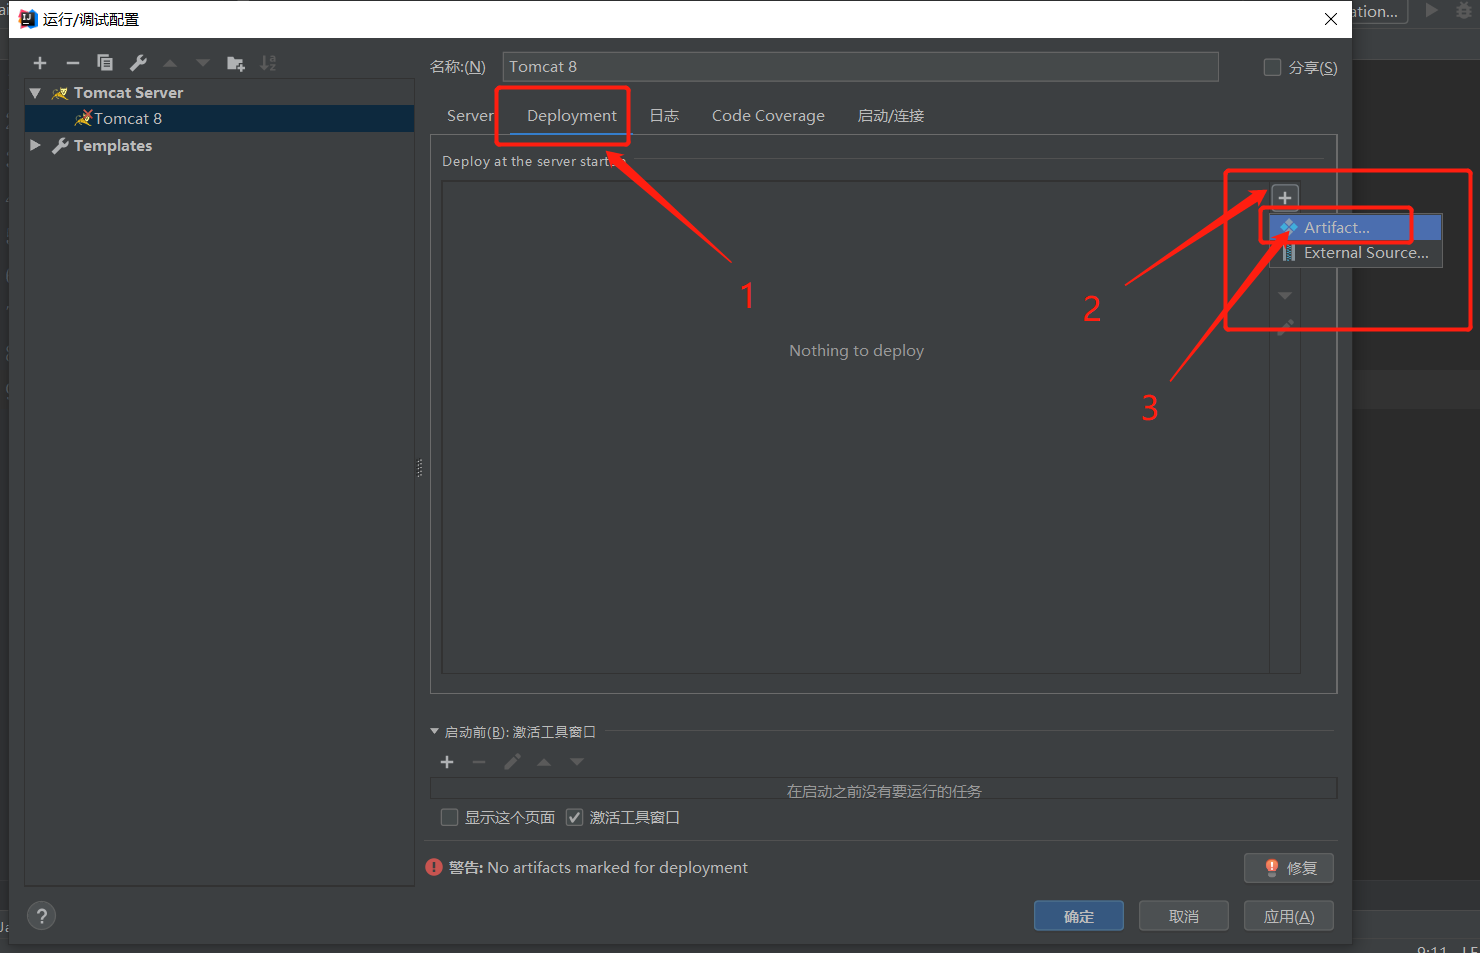 运行/调试配置
ation...
名称:(N)
Tomcat 8
分享(S)
Tomcat Server
Tomcat 8
Templates
Server
Deployment
日志
Code Coverage
启动/连接
Deploy at the server
Artifact...
External Source...
1
2
3
Nothing to deploy
启动前(B): 激活工具窗口
在启动之前没有要运行的任务
显示这个页面
激活工具窗口
警告: No artifacts marked for deployment
修复
?
确定
取消
应用(A)